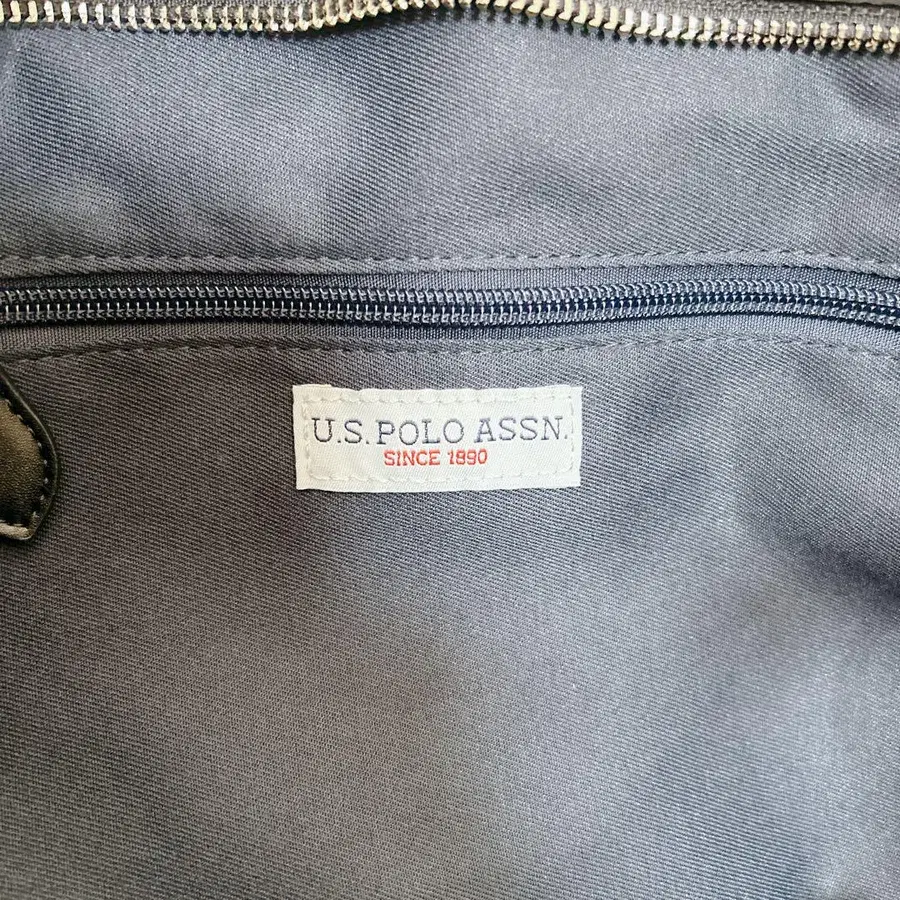 U.S. POLO ASSN.
SINCE 1890